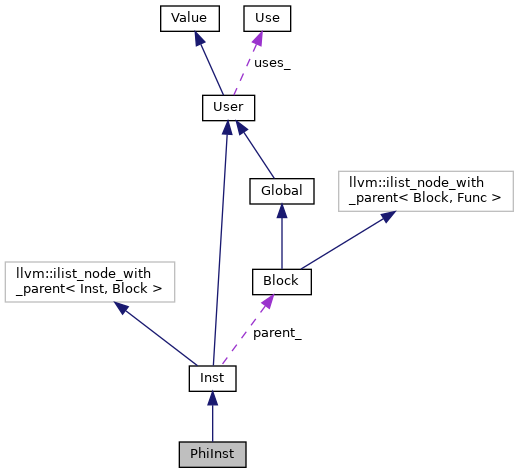 Value
Use
uses_
User
Global
llvm::ilist_node_with
_parent< Block, Func >
llvm::ilist_node_with
_parent< Inst, Block >
Block
parent_
Inst
PhiInst